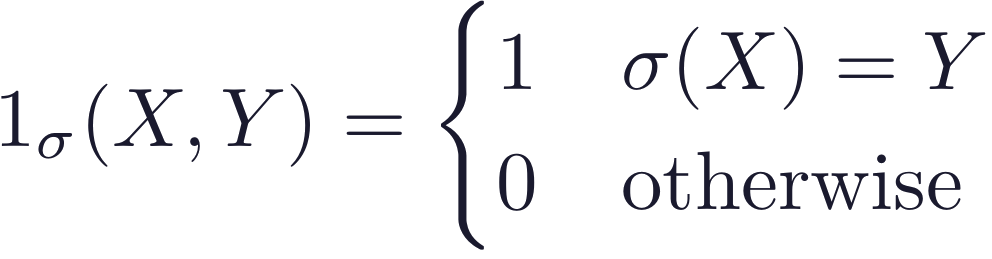 1_σ(X, Y) = { 1 σ(X) = Y
0 otherwise